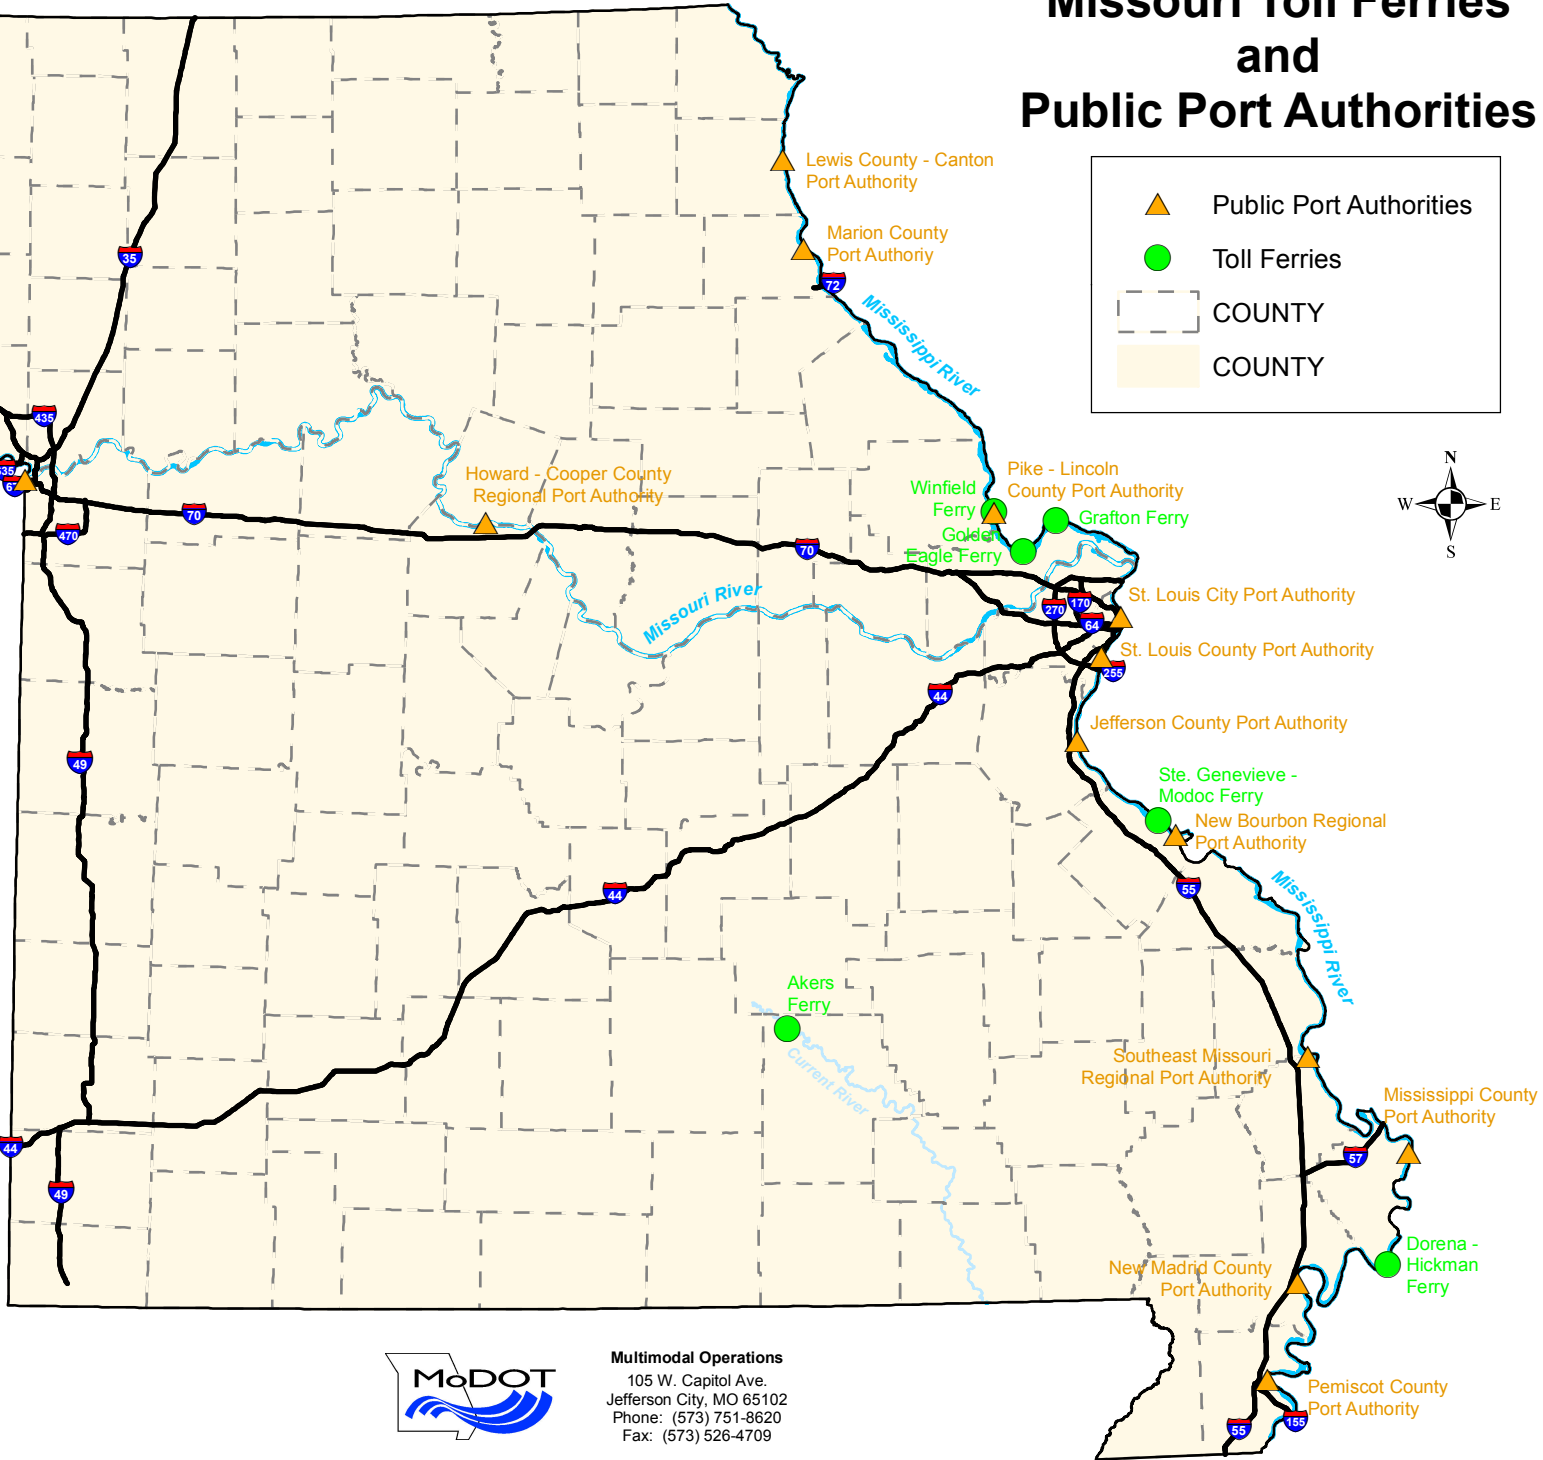 Missouri Toll Ferries
and
Public Port Authorities
Public Port Authorities
Toll Ferries
COUNTY
COUNTY
N
W
E
S
Lewis County - Canton
Port Authority
Marion County
Port Authoriy
35
72
Mississippi River
435
635
70
470
Howard - Cooper County
Regional Port Authority
Pike - Lincoln
County Port Authority
Winfield
Ferry
Grafton Ferry
Golden
Eagle Ferry
70
Missouri River
St. Louis City Port Authority
270
170
64
St. Louis County Port Authority
255
44
Jefferson County Port Authority
49
Ste. Genevieve -
Modoc Ferry
New Bourbon Regional
Port Authority
44
55
Mississippi River
Akers
Ferry
Current River
Southeast Missouri
Regional Port Authority
Mississippi County
Port Authority
44
57
49
Dorena -
Hickman
Ferry
New Madrid County
Port Authority
Pemiscot County
Port Authority
155
55
MoDOT
Multimodal Operations
105 W. Capitol Ave.
Jefferson City, MO 65102
Phone: (573) 751-8620
Fax: (573) 526-4709